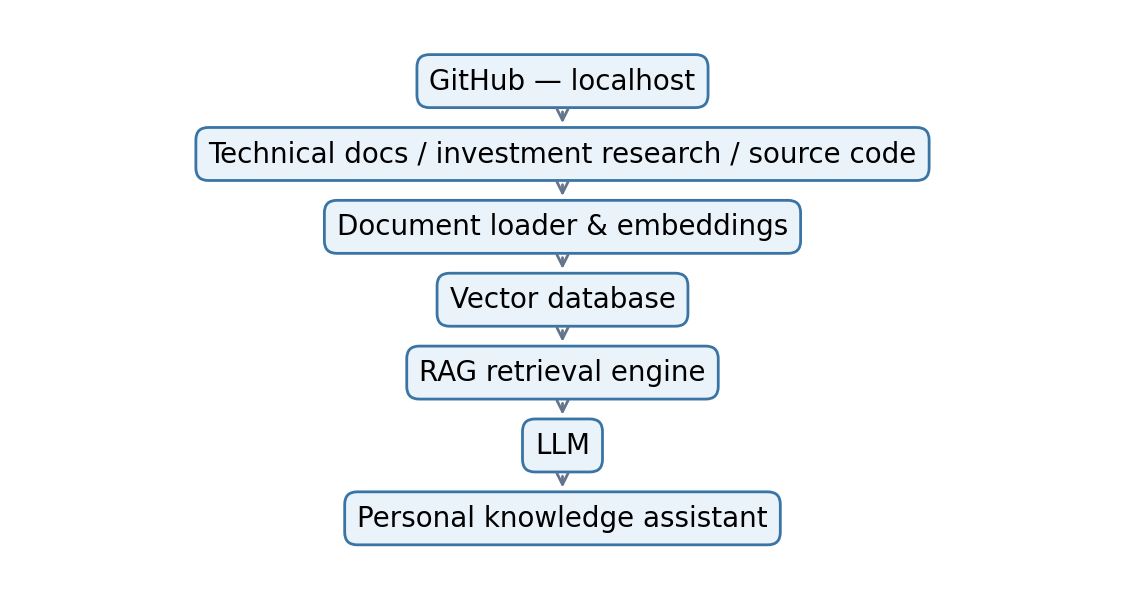 GitHub — localhost
Technical docs / investment research / source code
Document loader & embeddings
Vector database
RAG retrieval engine
LLM
Personal knowledge assistant